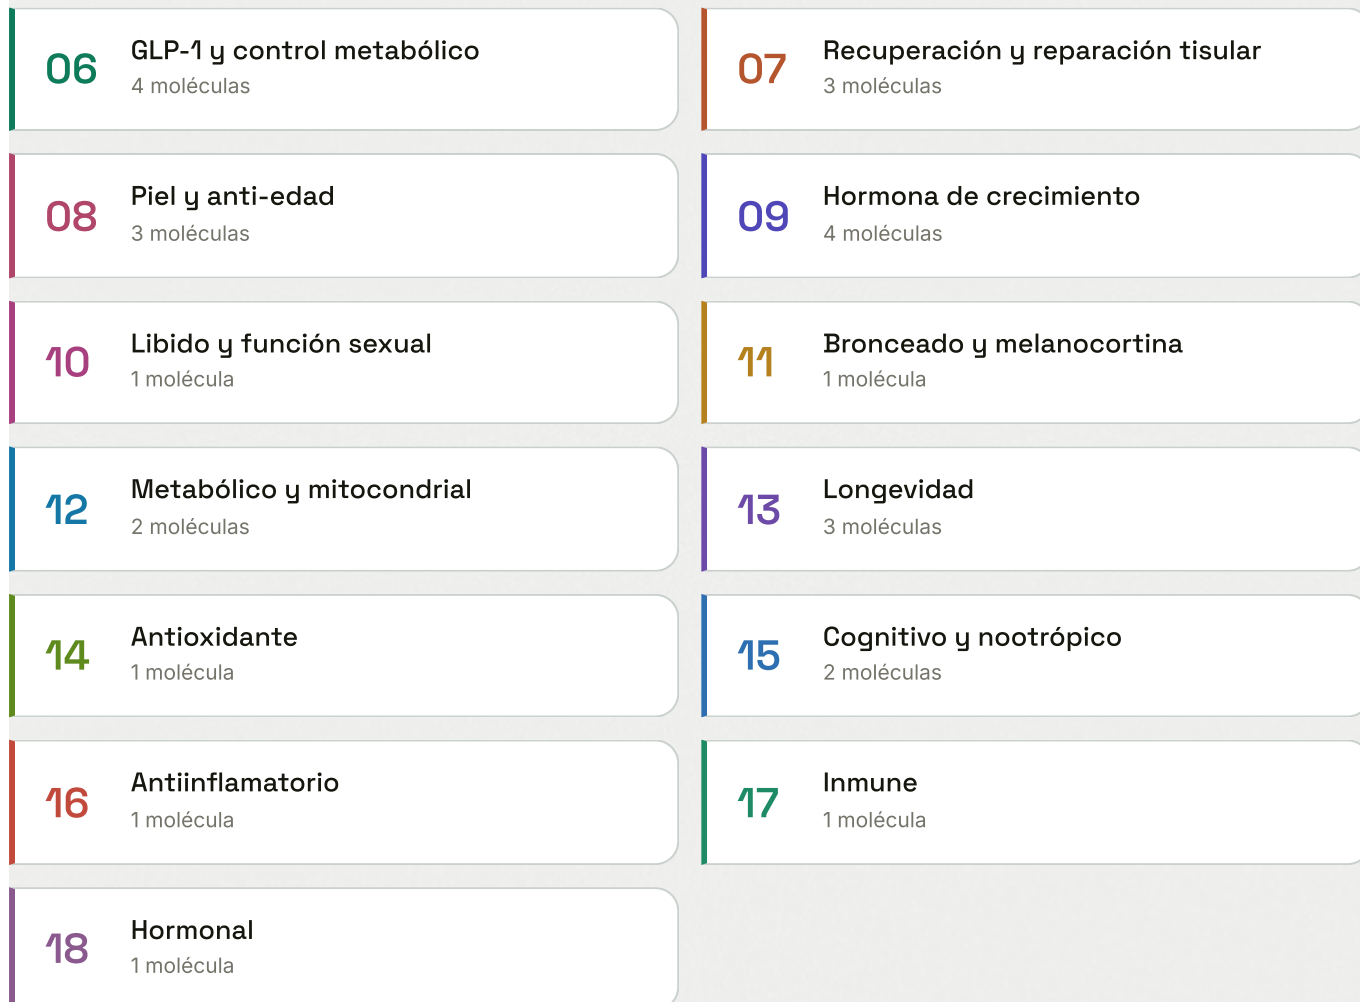 06
GLP-1 y control metabólico
4 moléculas
07
Recuperación y reparación tisular
3 moléculas
08
Piel y anti-edad
3 moléculas
09
Hormona de crecimiento
4 moléculas
10
Libido y función sexual
1 molécula
11
Bronceado y melanocortina
1 molécula
12
Metabólico y mitocondrial
2 moléculas
13
Longevidad
3 moléculas
14
Antioxidante
1 molécula
15
Cognitivo y nootrópico
2 moléculas
16
Antiinflamatorio
1 molécula
17
Inmune
1 molécula
18
Hormonal
1 molécula